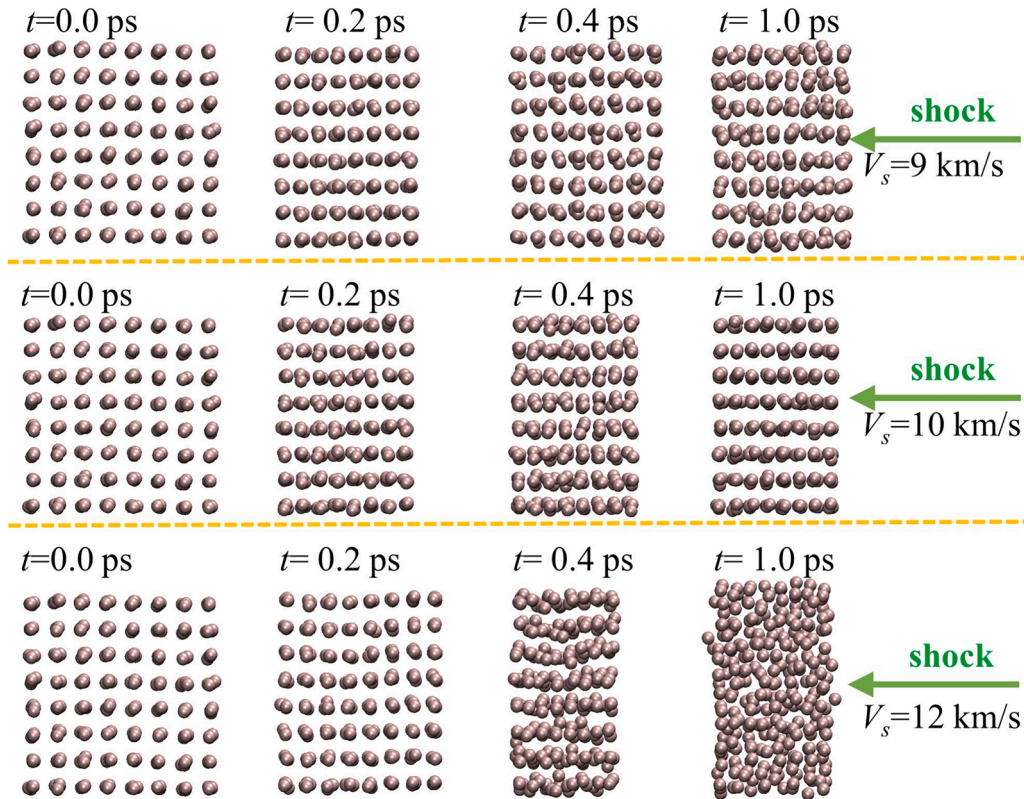 t=0.0 ps t= 0.2 ps t= 0.4 ps t= 1.0 ps
shock
Vs=9 km/s
t=0.0 ps t= 0.2 ps t= 0.4 ps t= 1.0 ps
shock
Vs=10 km/s
t=0.0 ps t= 0.2 ps t= 0.4 ps t= 1.0 ps
shock
Vs=12 km/s